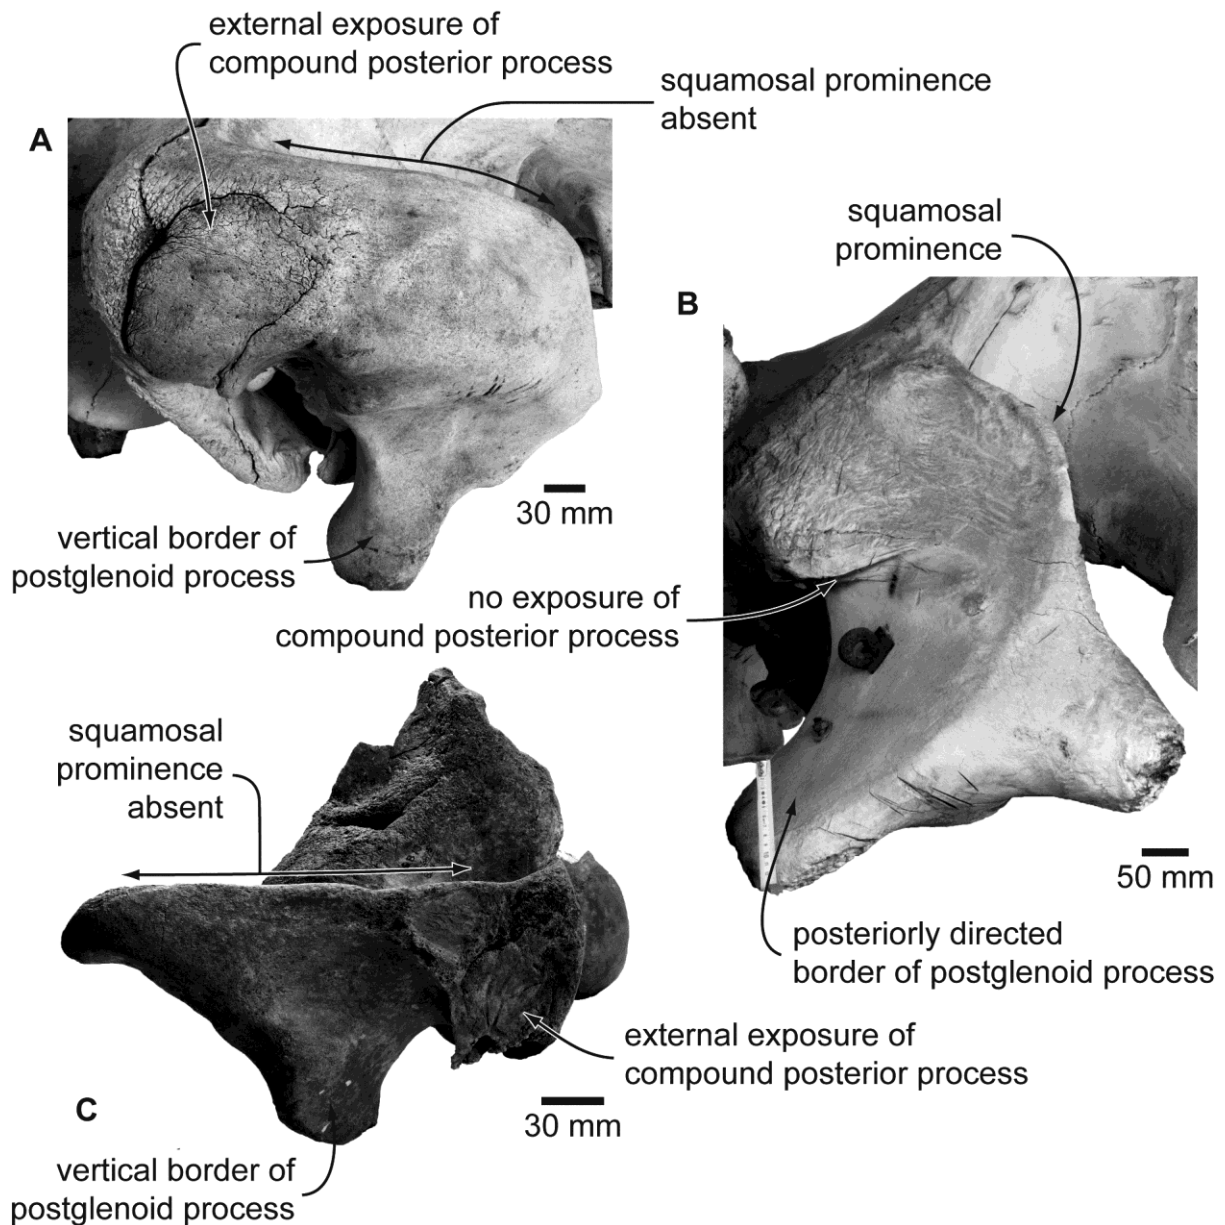 external exposure of
compound posterior process
squamosal prominence
absent
A
squamosal
prominence
B
30 mm
vertical border of
postglenoid process
no exposure of
compound posterior process
squamosal
prominence
absent
50 mm
posteriorly directed
border of postglenoid process
external exposure of
compound posterior process
C
30 mm
vertical border of
postglenoid process